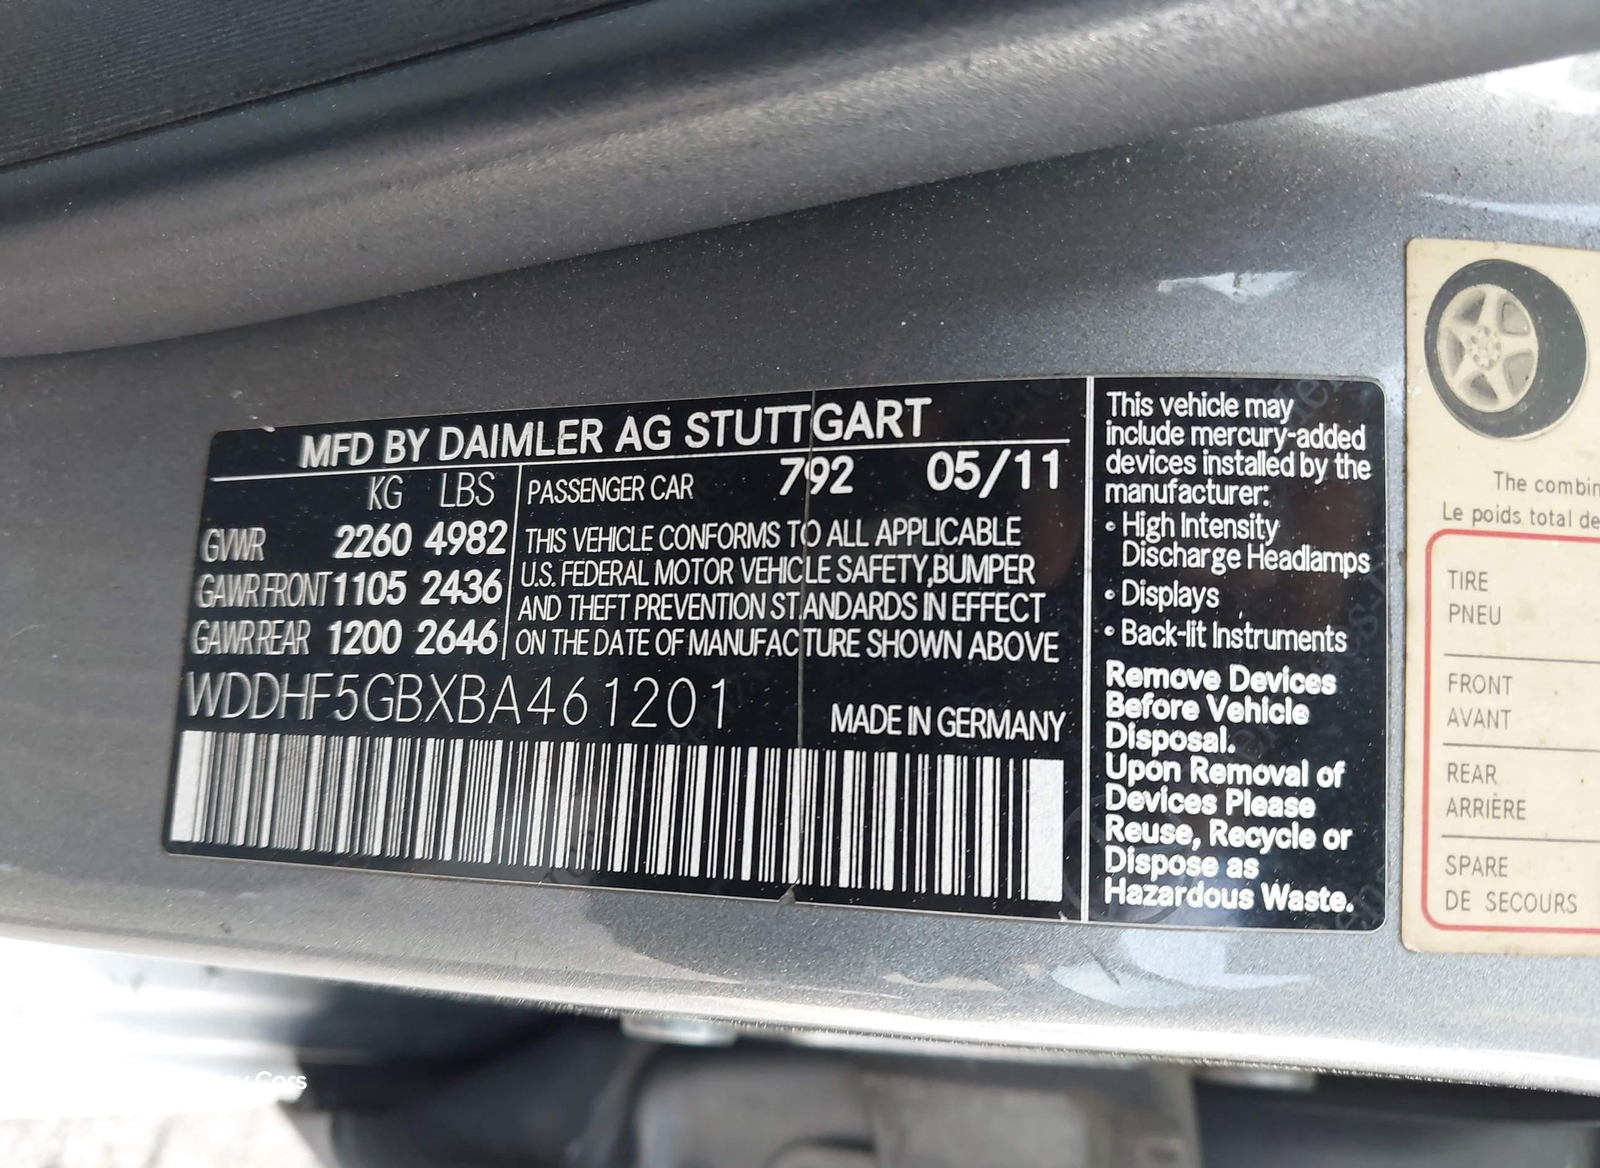 MFD BY DAIMLER AG STUTTGART
KG LBS
GVWR 2260 4982
GAWR FRONT 1105 2436
GAWR REAR 1200 2646
PASSENGER CAR 792 05/11
THIS VEHICLE CONFORMS TO ALL APPLICABLE
U.S. FEDERAL MOTOR VEHICLE SAFETY, BUMPER
AND THEFT PREVENTION STANDARDS IN EFFECT
ON THE DATE OF MANUFACTURE SHOWN ABOVE
WDDHF5GBXBA461201
MADE IN GERMANY
This vehicle may
include mercury-added
devices installed by the
manufacturer:
• High Intensity
Discharge Headlamps
• Displays
• Back-lit Instruments
Remove Devices
Before Vehicle
Disposal.
Upon Removal of
Devices Please
Reuse, Recycle or
Dispose as
Hazardous Waste.
The
Le poids total
TIRE
PNEU
FRONT
AVANT
REAR
ARRIÈRE
SPARE
DE SECOURS
Cars